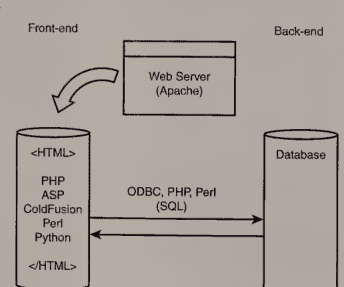 Front-end
Back-end
Web Server
(Apache)
<HTML>
PHP
ASP
ColdFusion
Perl
Python
</HTML>
ODBC, PHP, Perl
(SQL)
Database